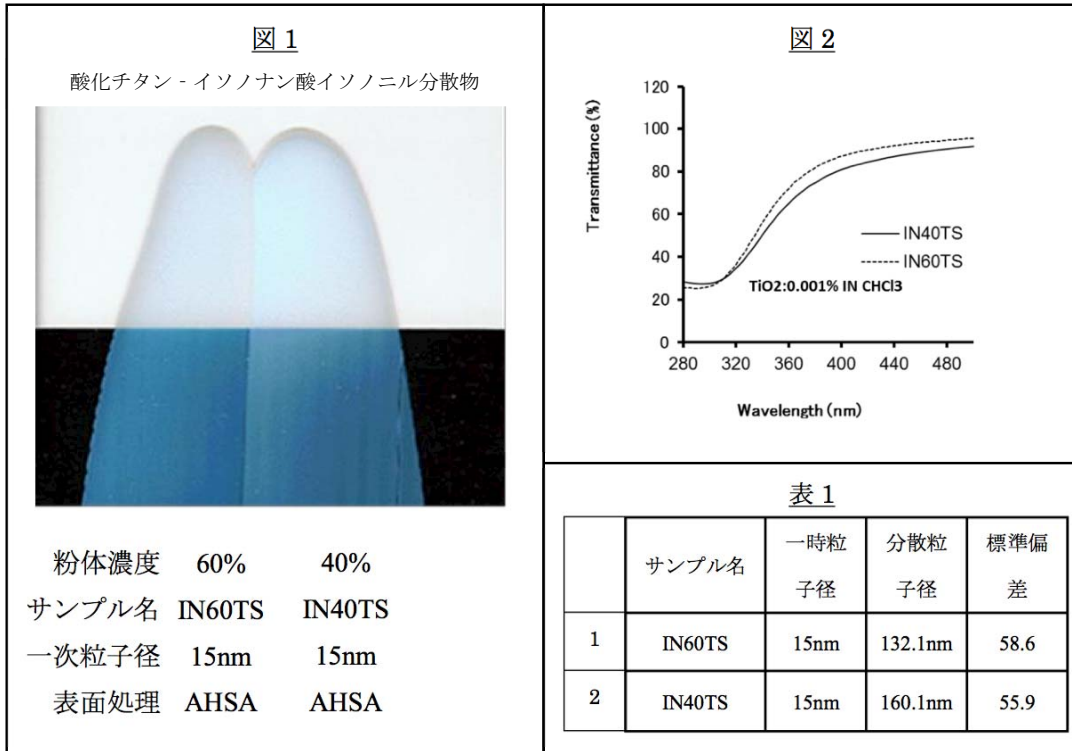 図 1
酸化チタン - イソノナン酸イソノニル分散物
粉体濃度 60% 40%
サンプル名 IN60TS IN40TS
一次粒子径 15nm 15nm
表面処理 AHSA AHSA
図 2
120
100
80
60
40
20
0
Transmittance (%)
IN40TS
IN60TS
TiO2:0.001% IN CHCl3
280 320 360 400 440 480
Wavelength (nm)
表 1
サンプル名 一時粒子径 分散粒子径 標準偏差
1 IN60TS 15nm 132.1nm 58.6
2 IN40TS 15nm 160.1nm 55.9